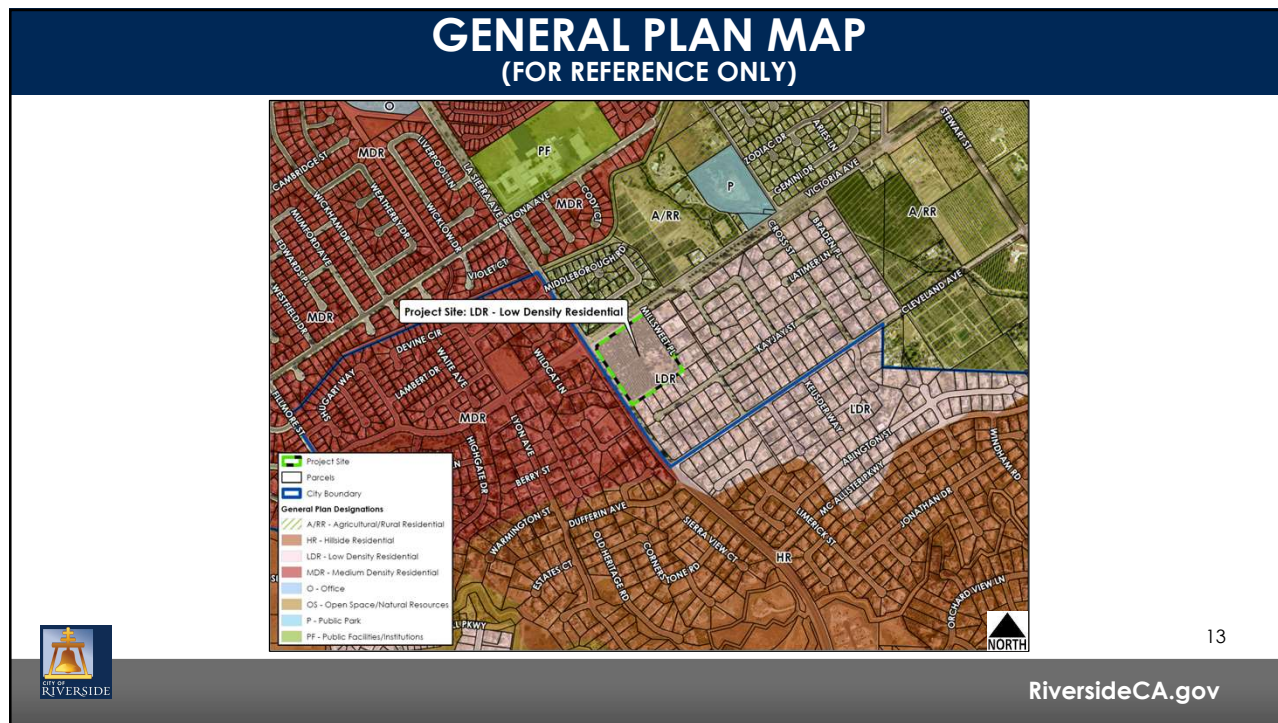 GENERAL PLAN MAP
(FOR REFERENCE ONLY)
O
MDR
CAMBRIDGE ST
LIVERPOOL LN
LA SIERRA AVE
PF
ZODIAC DR
ARIES LN
STEWART ST
WICKHAM DR
WEATHERBY DR
WICKLOW DR
ARIZONA AVE
MDR
CODY CT
P
GEMINI DR
VICTORIA AVE
MUMFORD AVE
EDWARDS PL
A/RR
A/RR
WESTFIELD DR
VIOLET CT
MIDDLEBOROUGH RD
CROSS ST
BRADEN PL
LATIMER LN
CLEVELAND AVE
MDR
Project Site: LDR - Low Density Residential
MILLSWEET PL
KAY JAY ST
DEVINE CIR
WAITE AVE
LAMBERT DR
WILDCAT LN
LDR
SHUGART WAY
FILLMORE ST
MDR
LYON AVE
HIGHGATE DR
BERRY ST
KELISDER WAY
LDR
ABINGTON ST
WINDHAM RD
MC ALLISTER PKWY
LIMERICK ST
JONATHAN DR
WARMINGTON ST
DUFFERIN AVE
SIERRA VIEW CT
HR
ESTATES CT
OLD HERITAGE RD
CORNERSTONE RD
ORCHARD VIEW LN
Project Site
Parcels
City Boundary
General Plan Designations
A/RR - Agricultural/Rural Residential
HR - Hillside Residential
LDR - Low Density Residential
MDR - Medium Density Residential
O - Office
OS - Open Space/Natural Resources
P - Public Park
PF - Public Facilities/Institutions
NORTH
13
CITY OF
RIVERSIDE
RiversideCA.gov